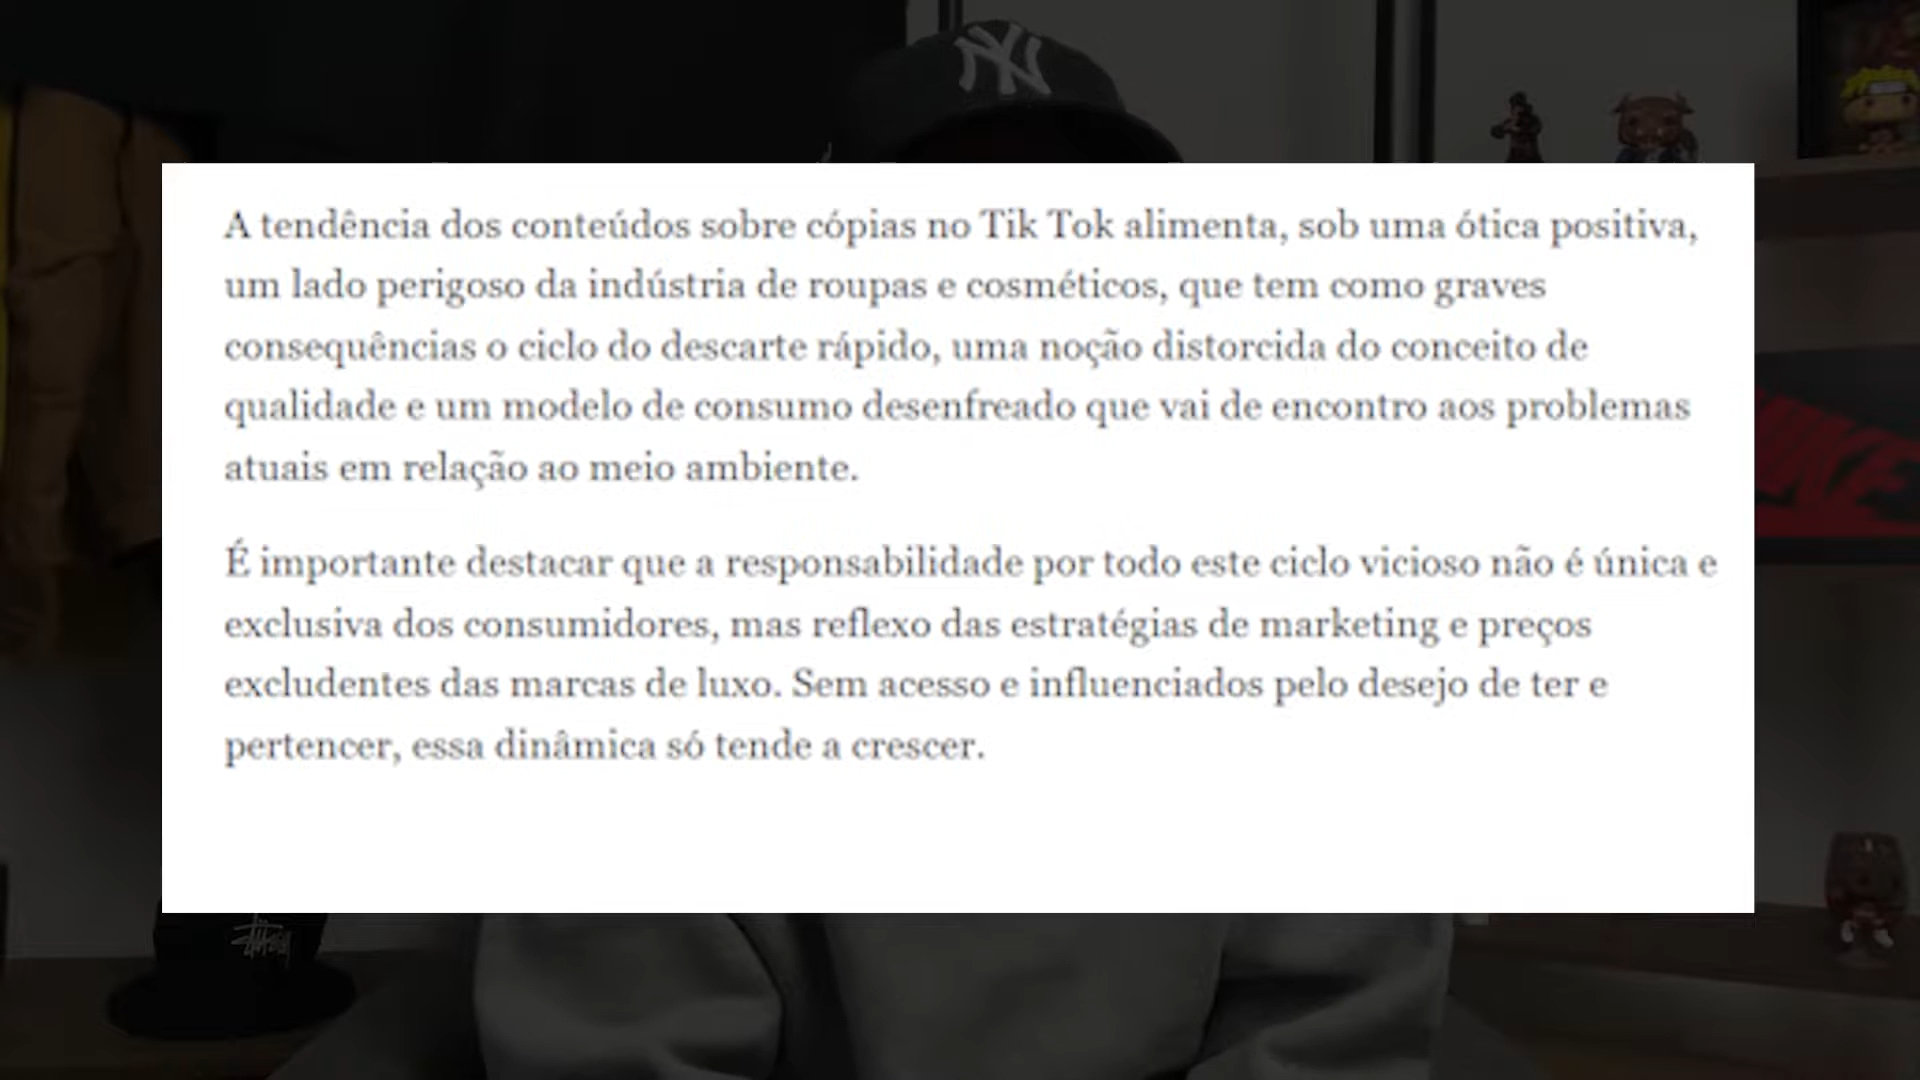 NY
A tendência dos conteúdos sobre cópias no Tik Tok alimenta, sob uma ótica positiva,
um lado perigoso da indústria de roupas e cosméticos, que tem como graves
consequências o ciclo do descarte rápido, uma noção distorcida do conceito de
qualidade e um modelo de consumo desenfreado que vai de encontro aos problemas
atuais em relação ao meio ambiente.
É importante destacar que a responsabilidade por todo este ciclo vicioso não é única e
exclusiva dos consumidores, mas reflexo das estratégias de marketing e preços
excludentes das marcas de luxo. Sem acesso e influenciados pelo desejo de ter e
pertencer, essa dinâmica só tende a crescer.